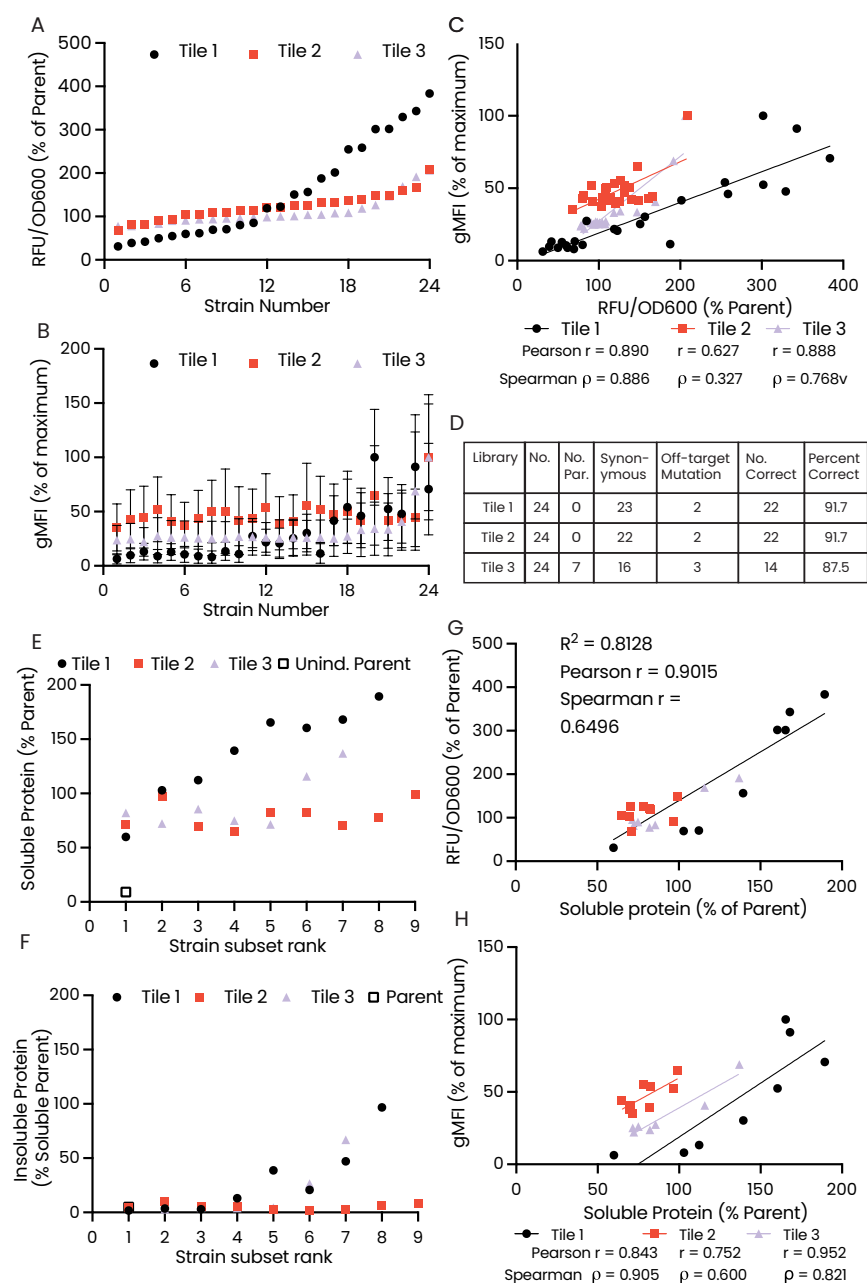 A
500
400
300
200
100
0
RFU/OD600 (% of Parent)
Tile 1 Tile 2 Tile 3
0 6 12 18 24
Strain Number
B
200
150
100
50
0
gMFI (% of maximum)
Tile 1 Tile 2 Tile 3
0 6 12 18 24
Strain Number
C
150
100
50
0
gMFI (% of maximum)
0 100 200 300 400
RFU/OD600 (% Parent)
Tile 1 Tile 2 Tile 3
Pearson r = 0.890 r = 0.627 r = 0.888
Spearman ρ = 0.886 ρ = 0.327 ρ = 0.768v
D
Library No. No. Par. Synon-ymous Off-target Mutation No. Correct Percent Correct
Tile 1 24 0 23 2 22 91.7
Tile 2 24 0 22 2 22 91.7
Tile 3 24 7 16 3 14 87.5
E
Tile 1 Tile 2 Tile 3 Unind. Parent
200
150
100
50
0
Soluble Protein (% Parent)
0 1 2 3 4 5 6 7 8 9
Strain subset rank
F
Tile 1 Tile 2 Tile 3 Parent
200
150
100
50
0
Insoluble Protein
(% Soluble Parent)
0 1 2 3 4 5 6 7 8 9
Strain subset rank
G
500
400
300
200
100
0
RFU/OD600 (% of Parent)
R² = 0.8128
Pearson r = 0.9015
Spearman r =
0.6496
0 50 100 150 200
Soluble protein (% of Parent)
H
150
100
50
0
gMFI (% of maximum)
0 50 100 150 200
Soluble Protein (% Parent)
Tile 1 Tile 2 Tile 3
Pearson r = 0.843 r = 0.752 r = 0.952
Spearman ρ = 0.905 ρ = 0.600 ρ = 0.821